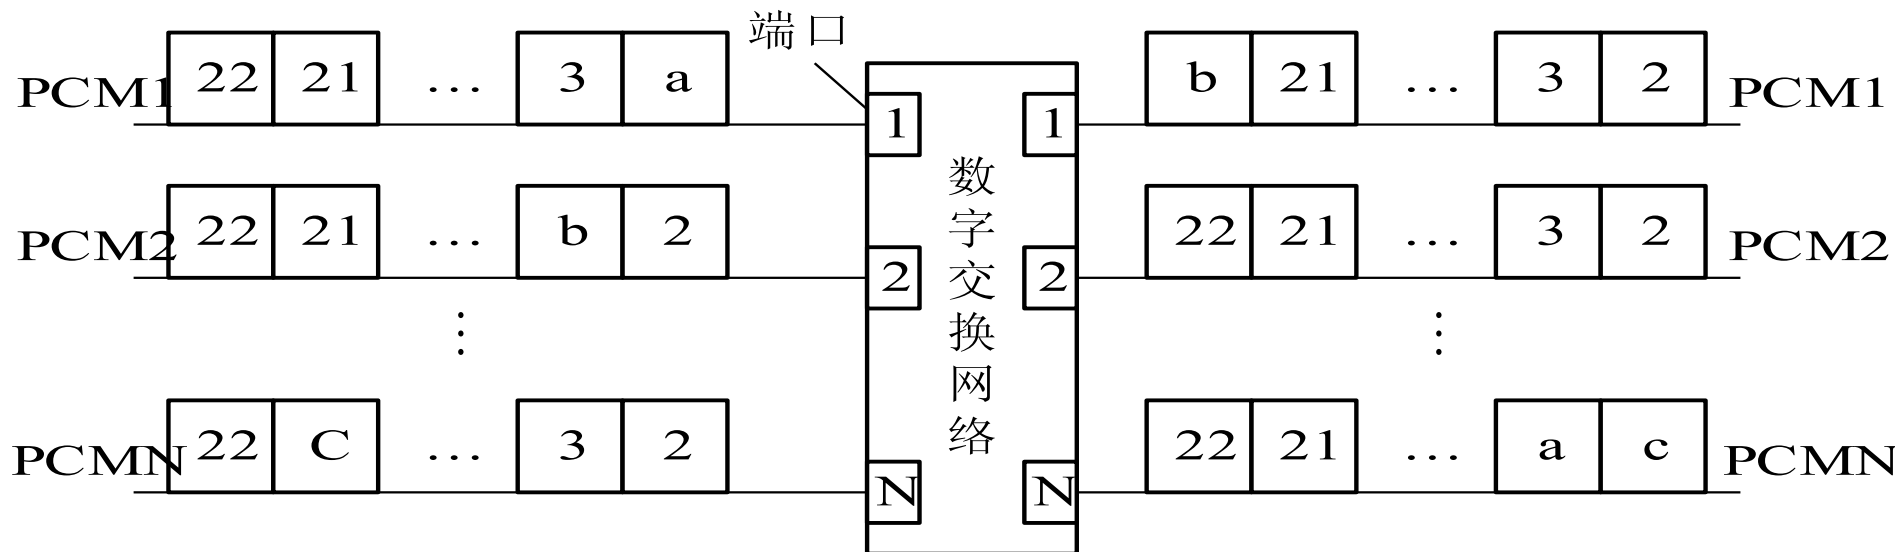 端口
PCM1 22 21 … 3 a
1 1
b 21 … 3 2 PCM1
PCM2 22 21 … b 2
2 2
22 21 … 3 2 PCM2
⋮ ⋮
PCMN 22 C … 3 2
N N
22 21 … a c PCMN
数字交换网络